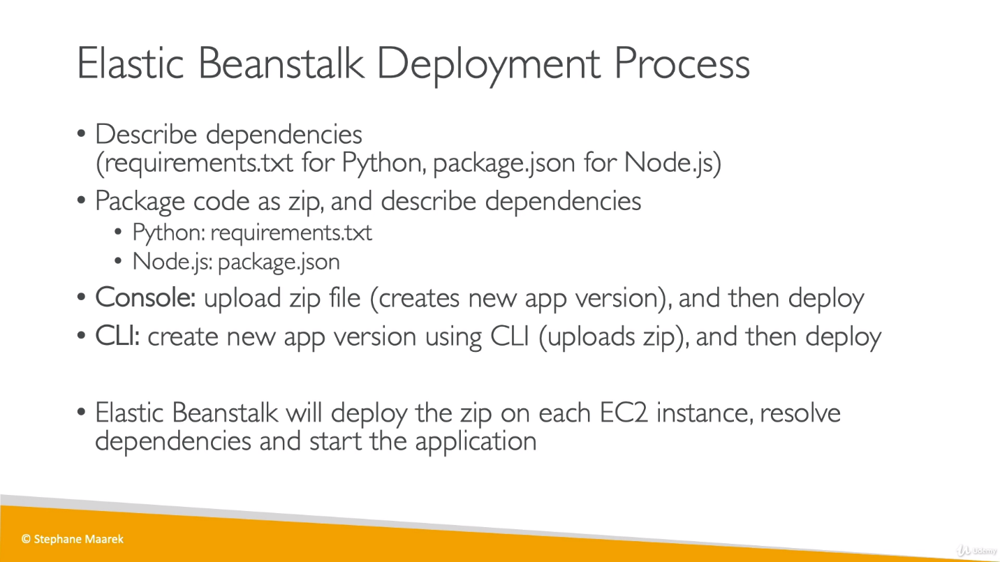 Elastic Beanstalk Deployment Process
• Describe dependencies
(requirements.txt for Python, package.json for Node.js)
• Package code as zip, and describe dependencies
• Python: requirements.txt
• Node.js: package.json
• Console: upload zip file (creates new app version), and then deploy
• CLI: create new app version using CLI (uploads zip), and then deploy
• Elastic Beanstalk will deploy the zip on each EC2 instance, resolve
dependencies and start the application
© Stephane Maarek
Udemy